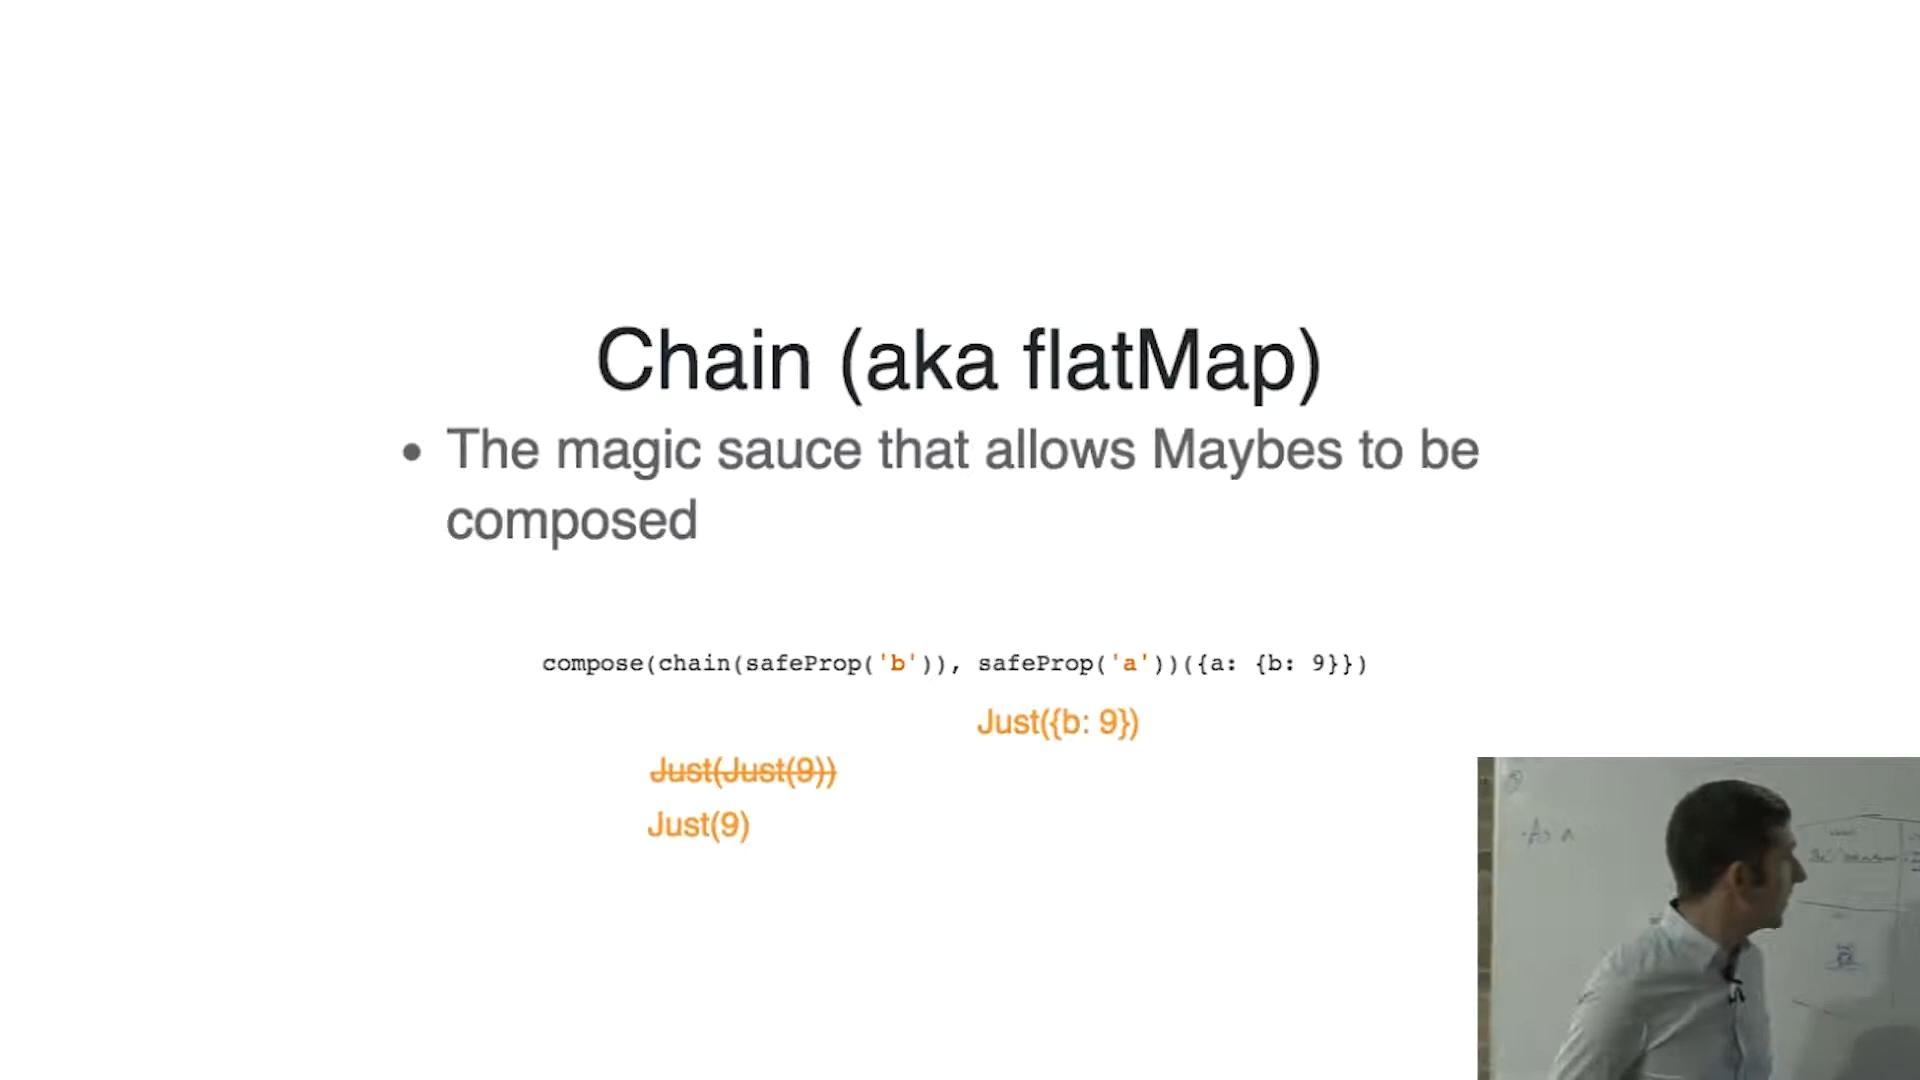 Chain (aka flatMap)
• The magic sauce that allows Maybes to be
composed
compose(chain(safeProp('b')), safeProp('a'))({a: {b: 9}})
Just({b: 9})
Just(Just(9))
Just(9)
As a